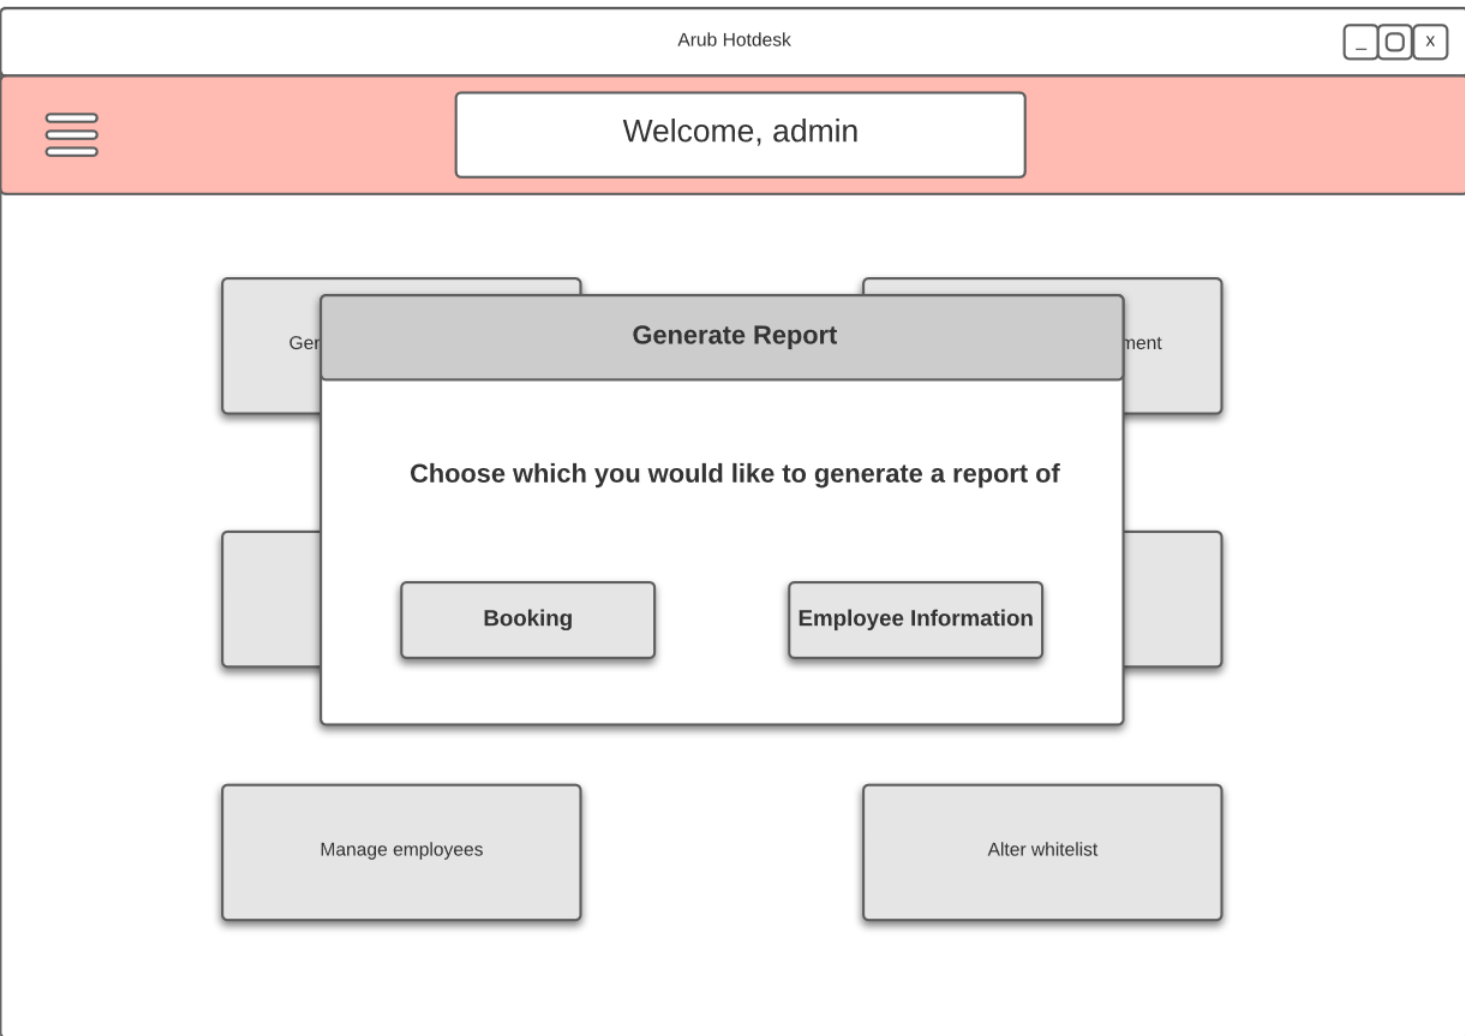 Arub Hotdesk
_
x
Welcome, admin
Generate Report
Choose which you would like to generate a report of
Booking
Employee Information
Manage employees
Alter whitelist